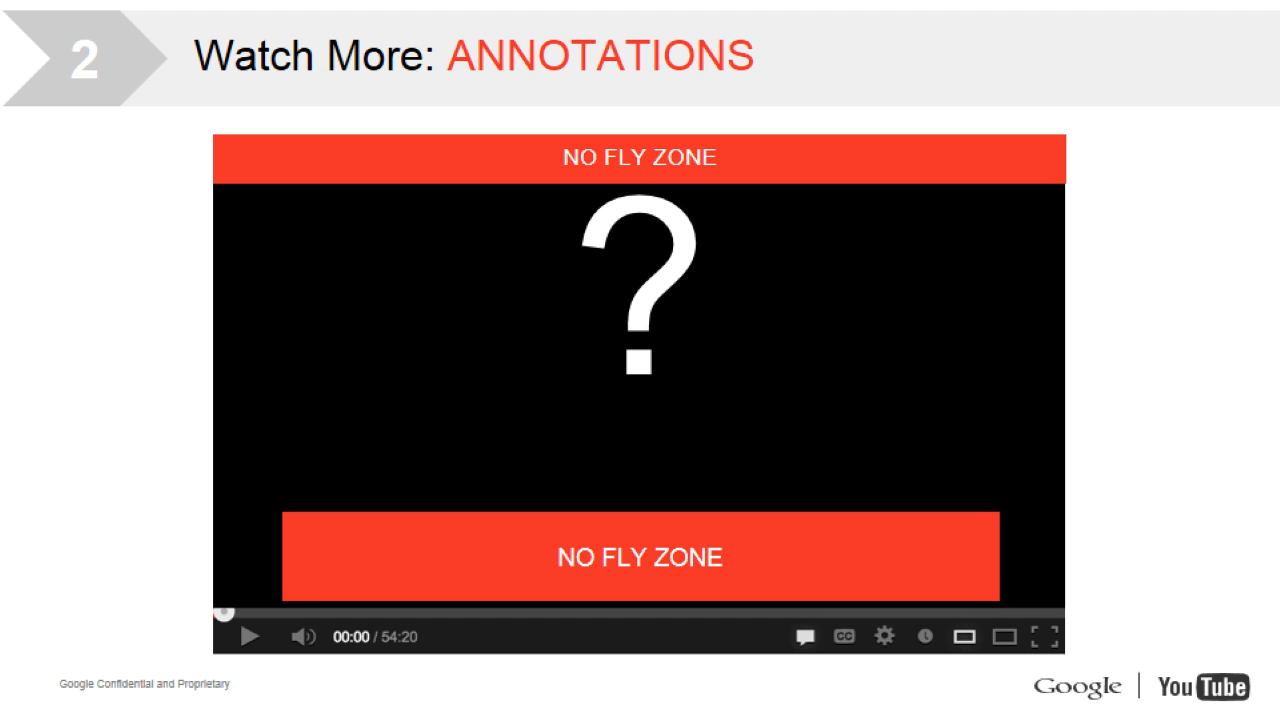 2
Watch More: ANNOTATIONS
NO FLY ZONE
?
NO FLY ZONE
00:00 / 54:20
CC
Google Confidential and Proprietary
Google | YouTube